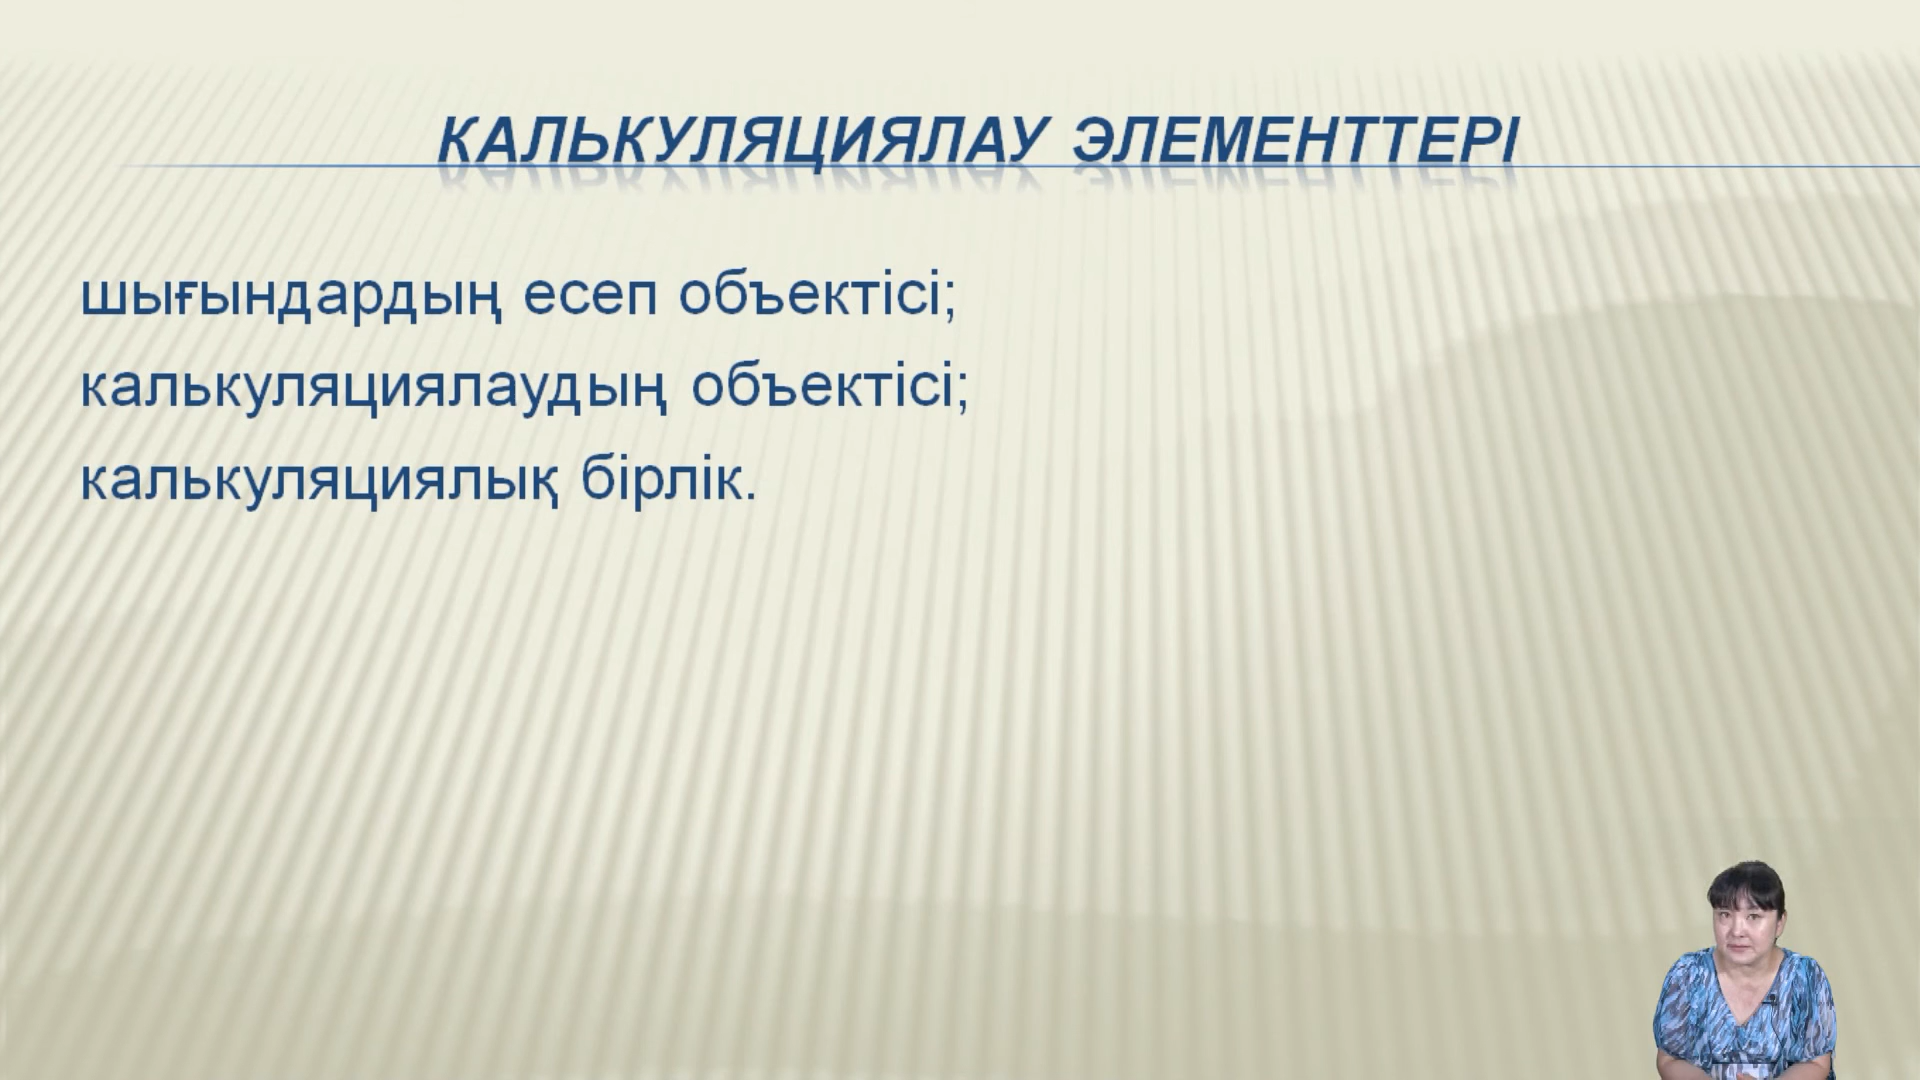 КАЛЬКУЛЯЦИЯЛАУ ЭЛЕМЕНТТЕРІ
шығындардың есеп объектісі;
калькуляциялаудың объектісі;
калькуляциялық бірлік.